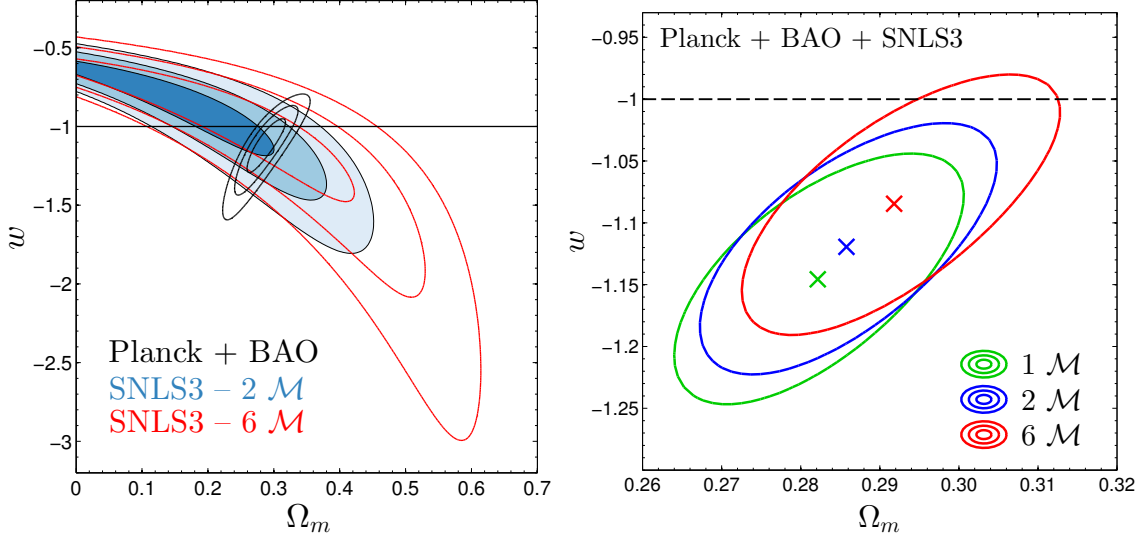 −0.5
−1
−1.5
−2
−2.5
−3
w
Planck + BAO
SNLS3 – 2 ℳ
SNLS3 – 6 ℳ
0 0.1 0.2 0.3 0.4 0.5 0.6 0.7
Ωₘ
Planck + BAO + SNLS3
−0.95
−1
−1.05
−1.1
−1.15
−1.2
−1.25
w
1 ℳ
2 ℳ
6 ℳ
0.26 0.27 0.28 0.29 0.30 0.31 0.32
Ωₘ